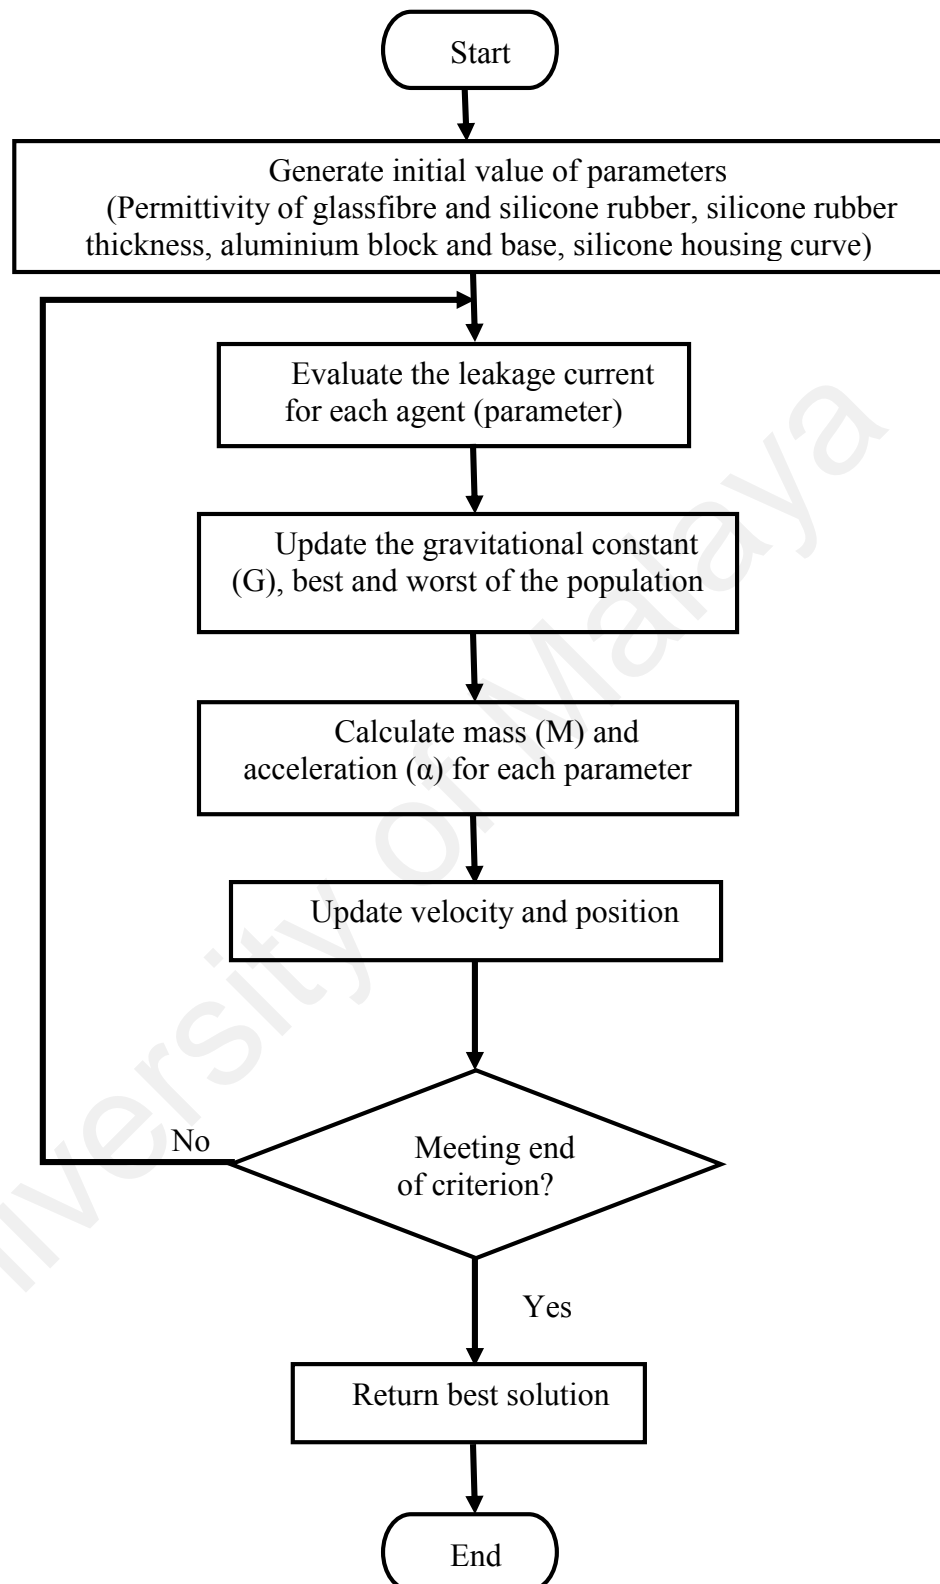 Start
Generate initial value of parameters
(Permittivity of glassfibre and silicone rubber, silicone rubber
thickness, aluminium block and base, silicone housing curve)
Evaluate the leakage current
for each agent (parameter)
Update the gravitational constant
(G), best and worst of the population
Calculate mass (M) and
acceleration (α) for each parameter
Update velocity and position
Meeting end
of criterion?
No
Yes
Return best solution
End
iversity of Malaya